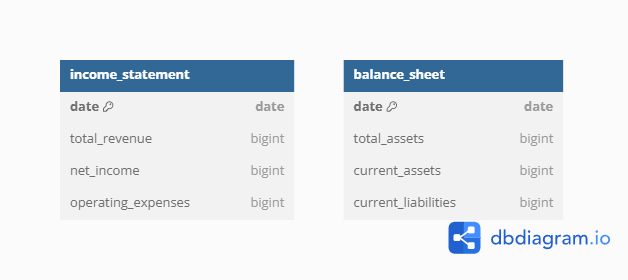 income_statement
date date
total_revenue bigint
net_income bigint
operating_expenses bigint
balance_sheet
date date
total_assets bigint
current_assets bigint
current_liabilities bigint
dbdiagram.io